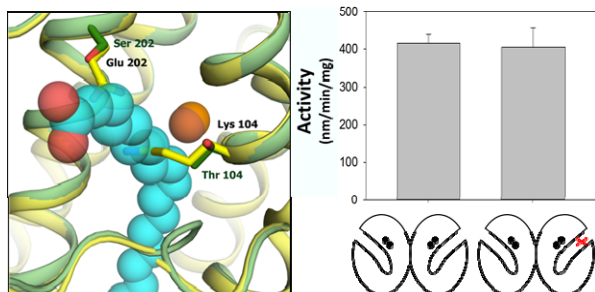 Ser 202
Glu 202
Lys 104
Thr 104
Activity
(nm/min/mg)
500
400
300
200
100
0